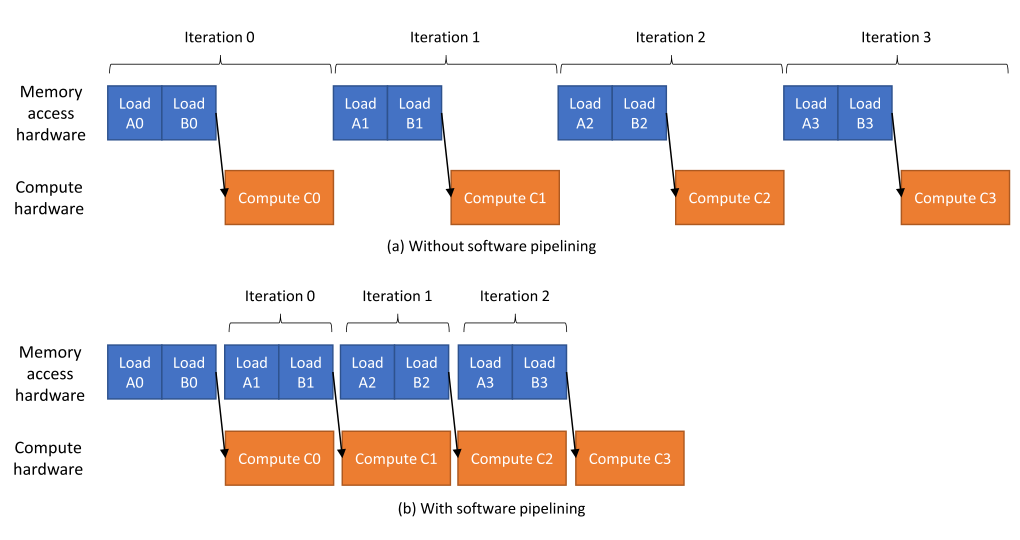 Iteration 0
Iteration 1
Iteration 2
Iteration 3
Memory
access
hardware
Load
A0
Load
B0
Load
A1
Load
B1
Load
A2
Load
B2
Load
A3
Load
B3
Compute
hardware
Compute C0
Compute C1
Compute C2
Compute C3
(a) Without software pipelining
Iteration 0
Iteration 1
Iteration 2
Memory
access
hardware
Load
A0
Load
B0
Load
A1
Load
B1
Load
A2
Load
B2
Load
A3
Load
B3
Compute
hardware
Compute C0
Compute C1
Compute C2
Compute C3
(b) With software pipelining